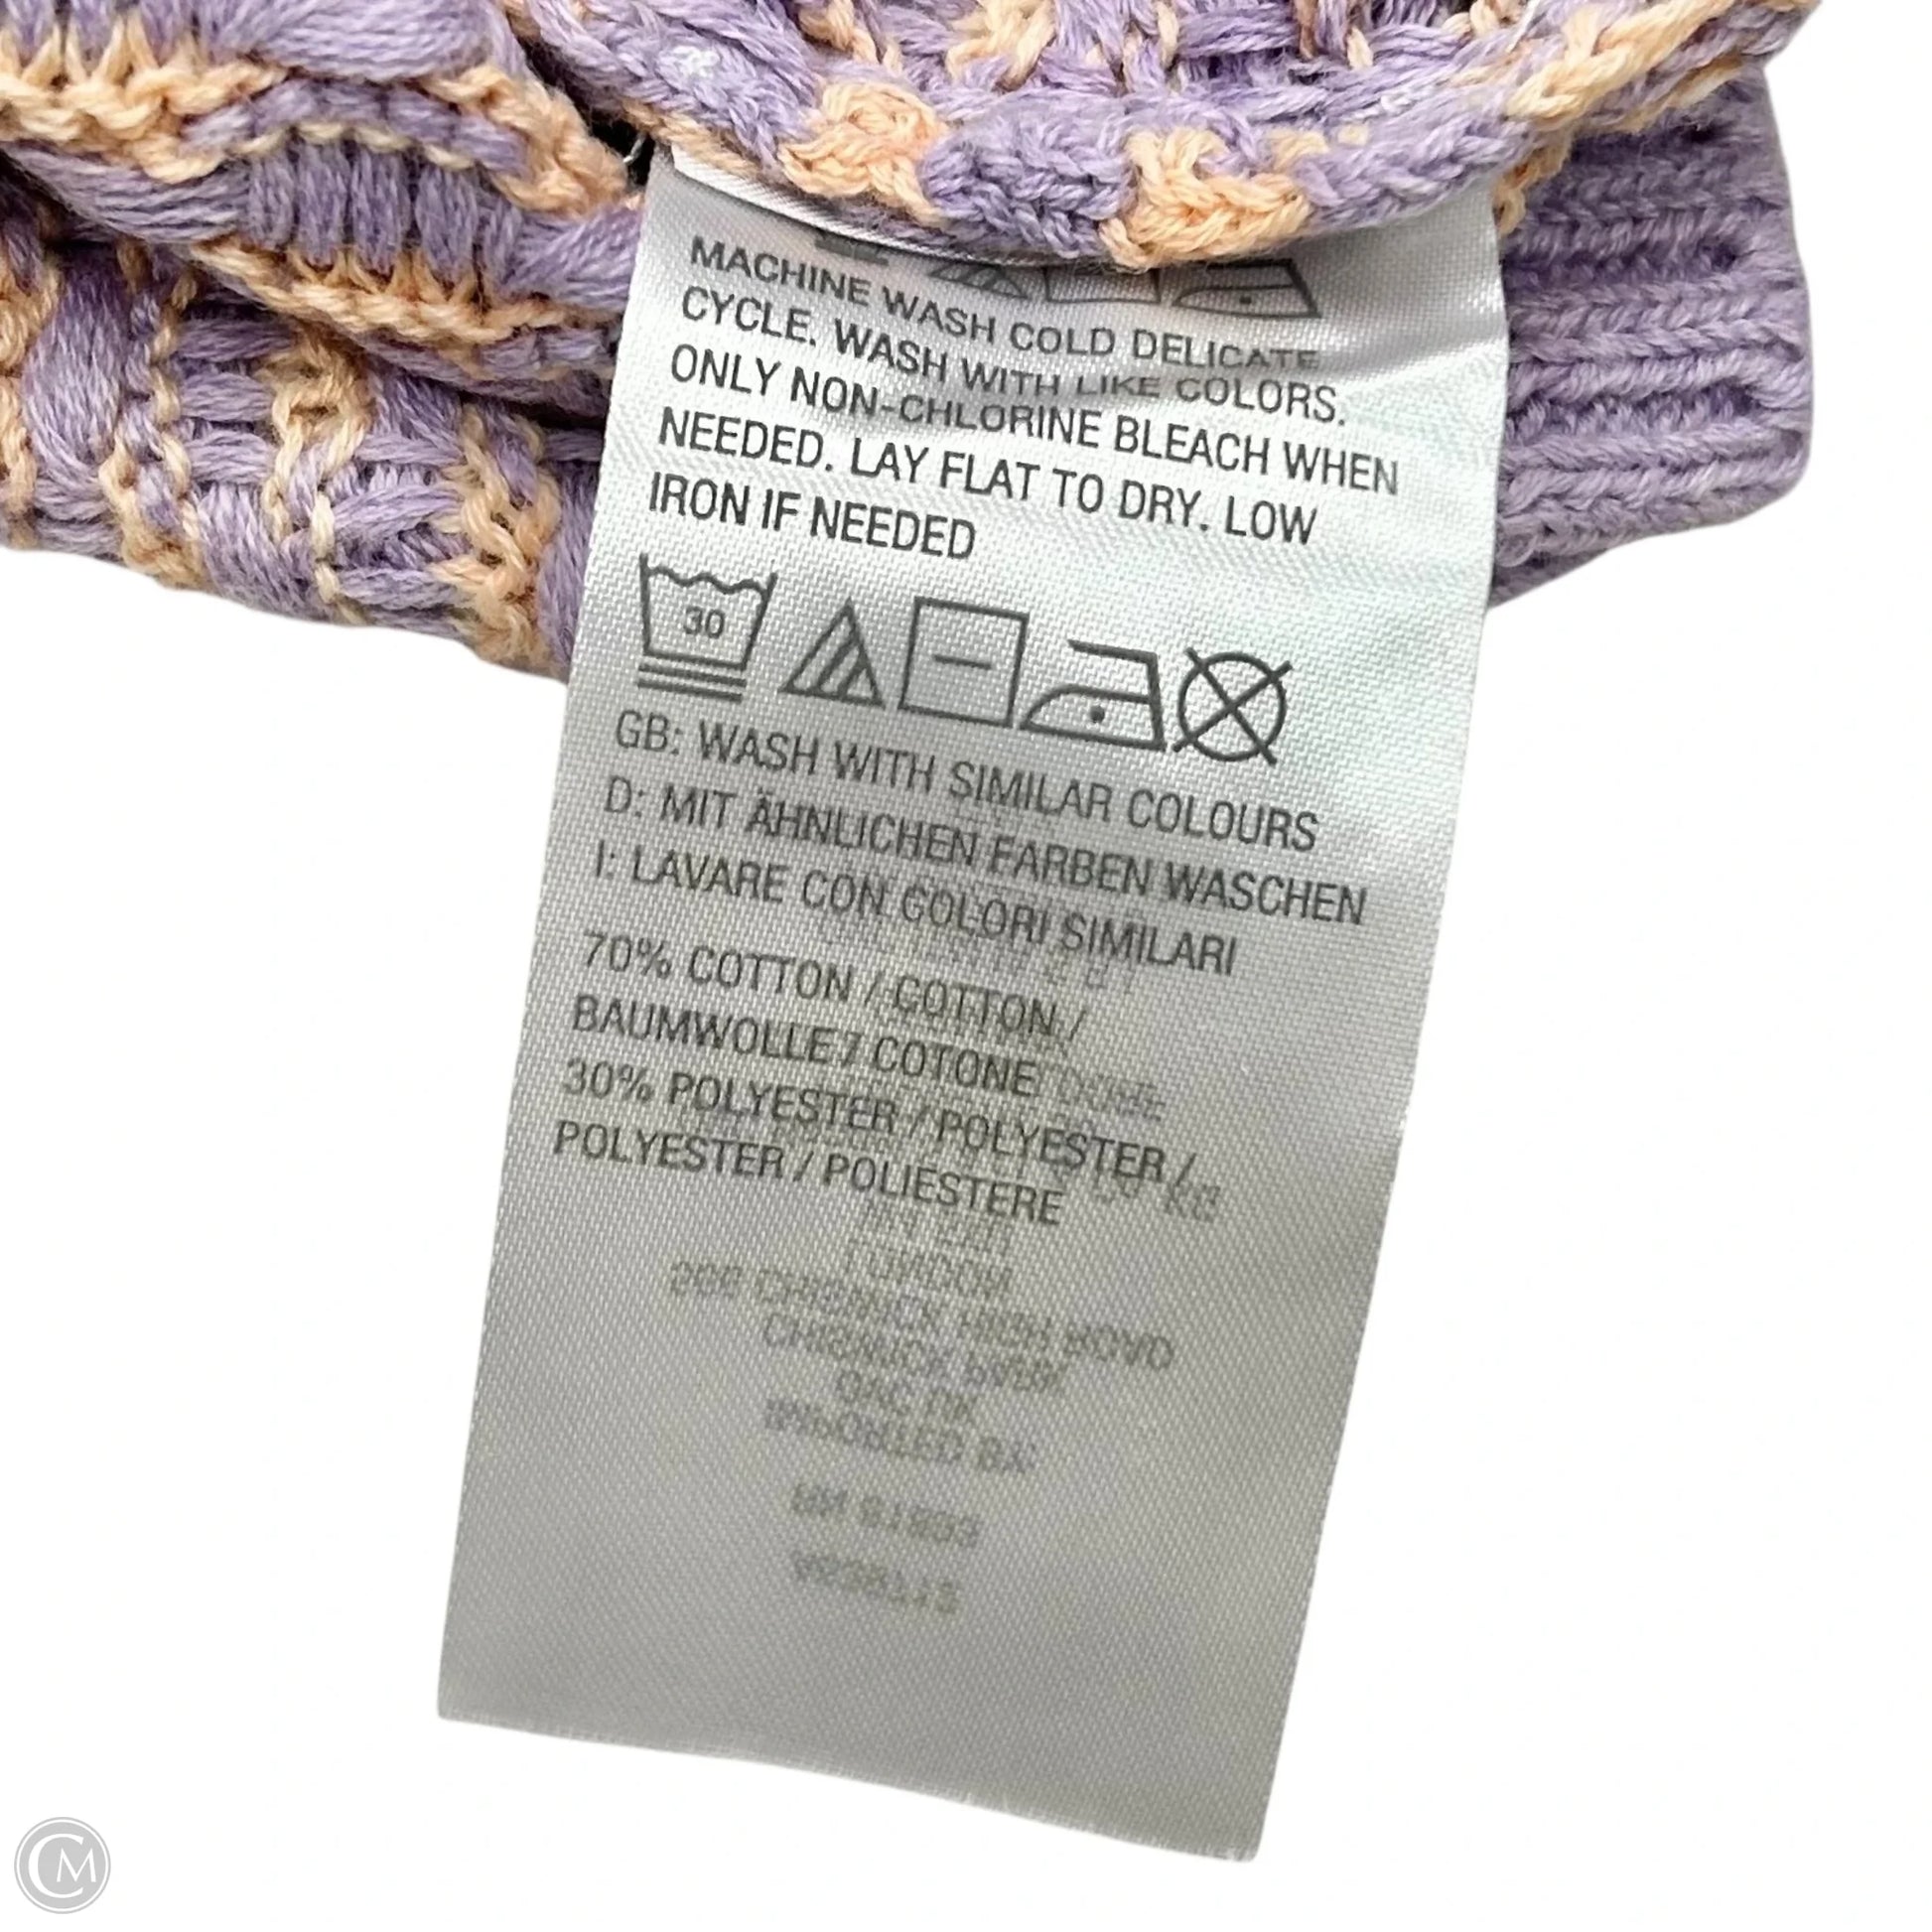 MACHINE WASH COLD DELICATE
CYCLE. WASH WITH LIKE COLORS.
ONLY NON-CHLORINE BLEACH WHEN
NEEDED. LAY FLAT TO DRY. LOW
IRON IF NEEDED
30
GB: WASH WITH SIMILAR COLOURS
D: MIT ÄHNLICHEN FARBEN WASCHEN
I: LAVARE CON COLORI SIMILARI
70% COTTON / COTTON /
BAUMWOLLE / COTONE
30% POLYESTER / POLYESTER /
POLYESTER / POLIESTERE
CM